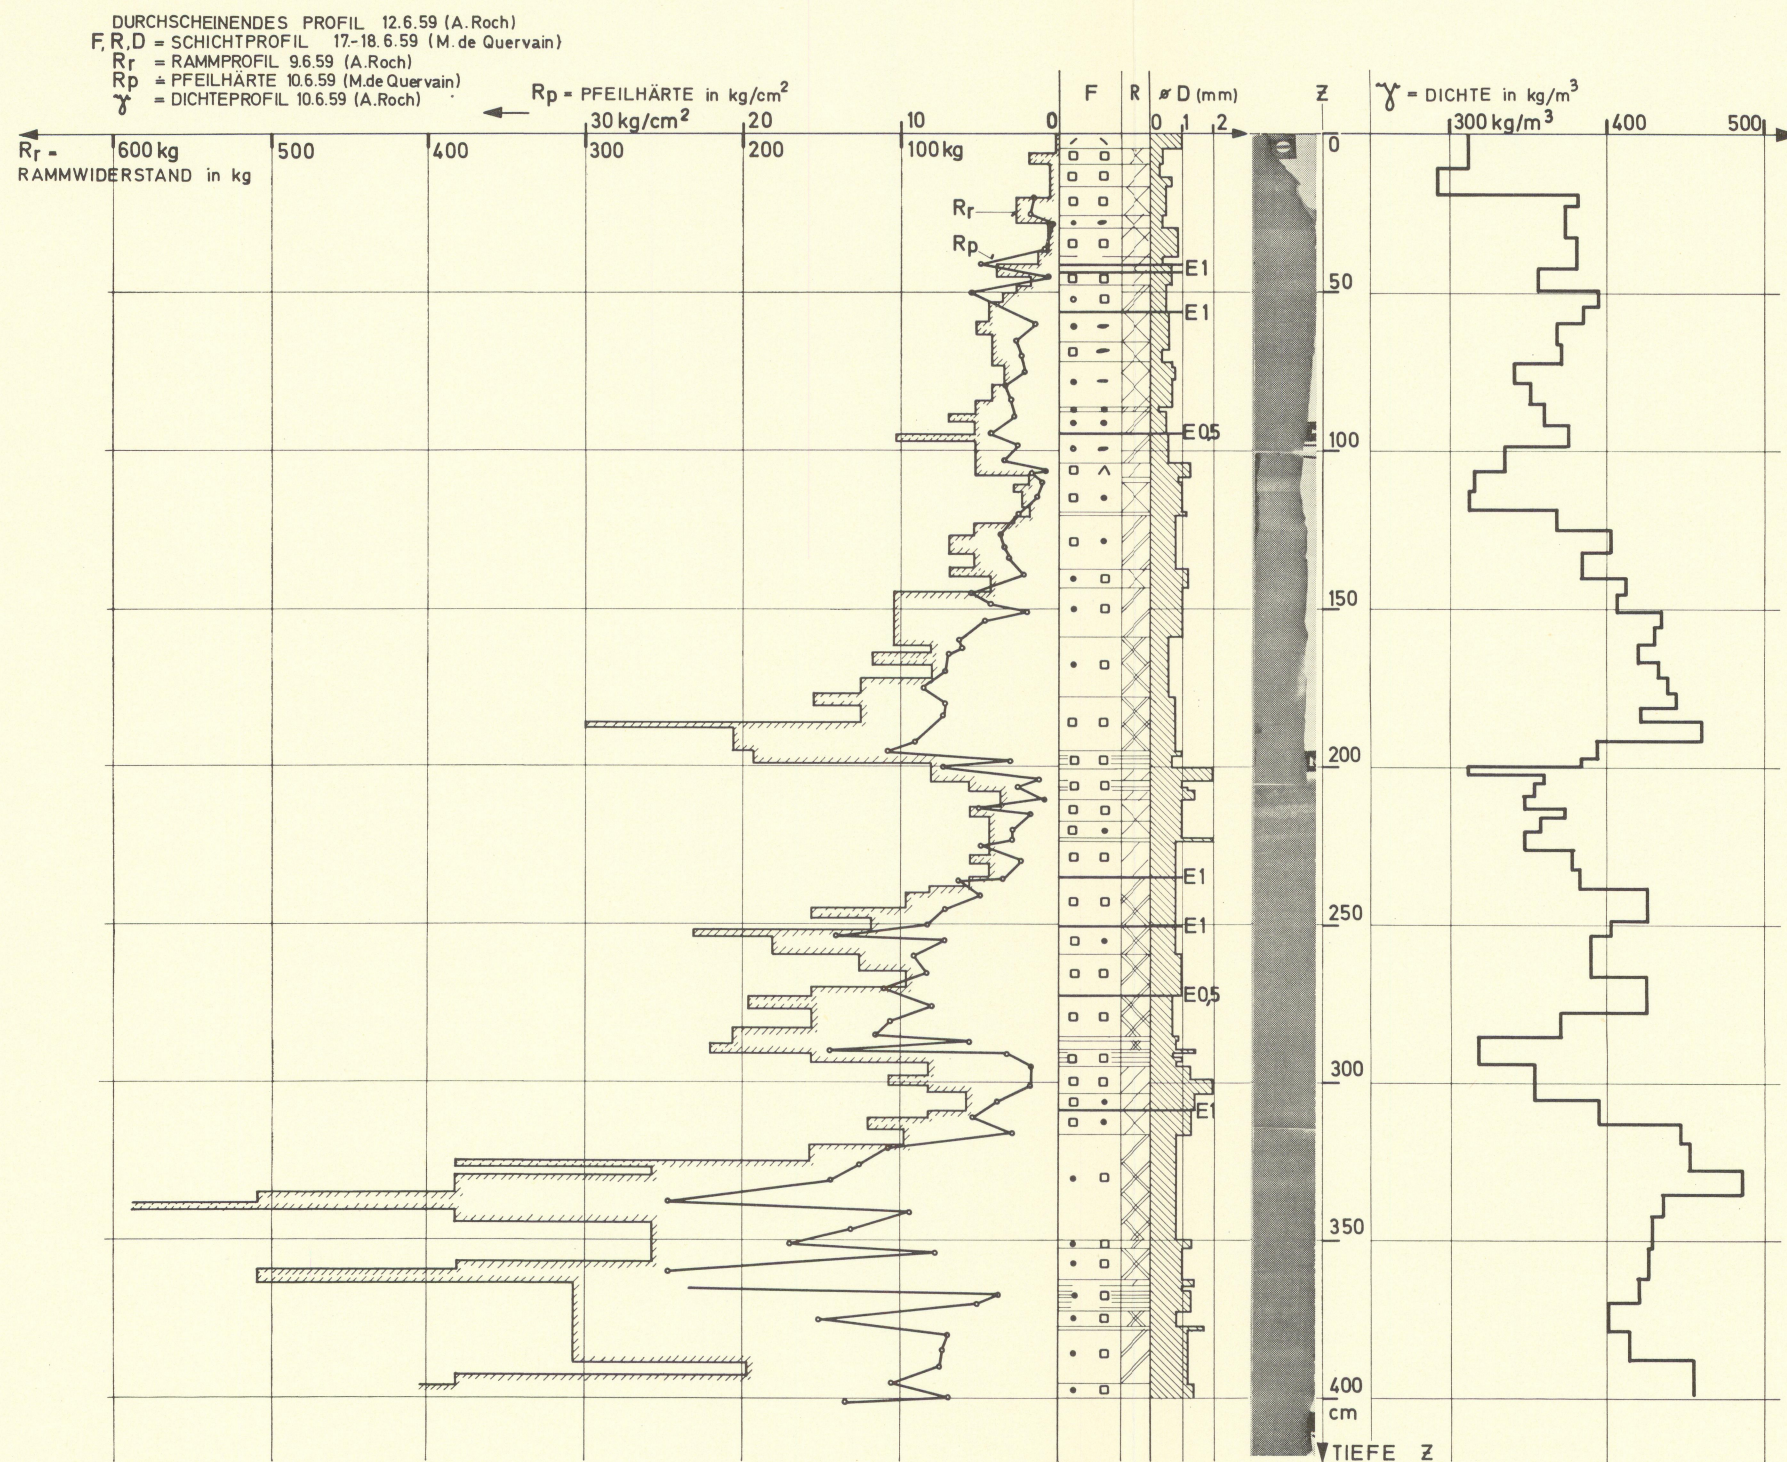 DURCHSCHEINENDES PROFIL 12.6.59 (A.Roch)
F,R,D = SCHICHTPROFIL 17.-18.6.59 (M.de Quervain)
Rr = RAMMPROFIL 9.6.59 (A.Roch)
Rp = PFEILHÄRTE 10.6.59 (M.de Quervain)
γ = DICHTEPROFIL 10.6.59 (A.Roch)
Rp = PFEILHÄRTE in kg/cm²
F R ø D (mm) Z γ = DICHTE in kg/m³
30 kg/cm² 20 10 0 0 1 2 300 kg/m³ 400 500
Rr = 600 kg 500 400 300 200 100 kg 0
RAMMWIDERSTAND in kg
Rr
Rp
E1
50
E1
E0,5
100
150
200
E1
250
E1
E0,5
300
E1
350
400
cm
TIEFE Z